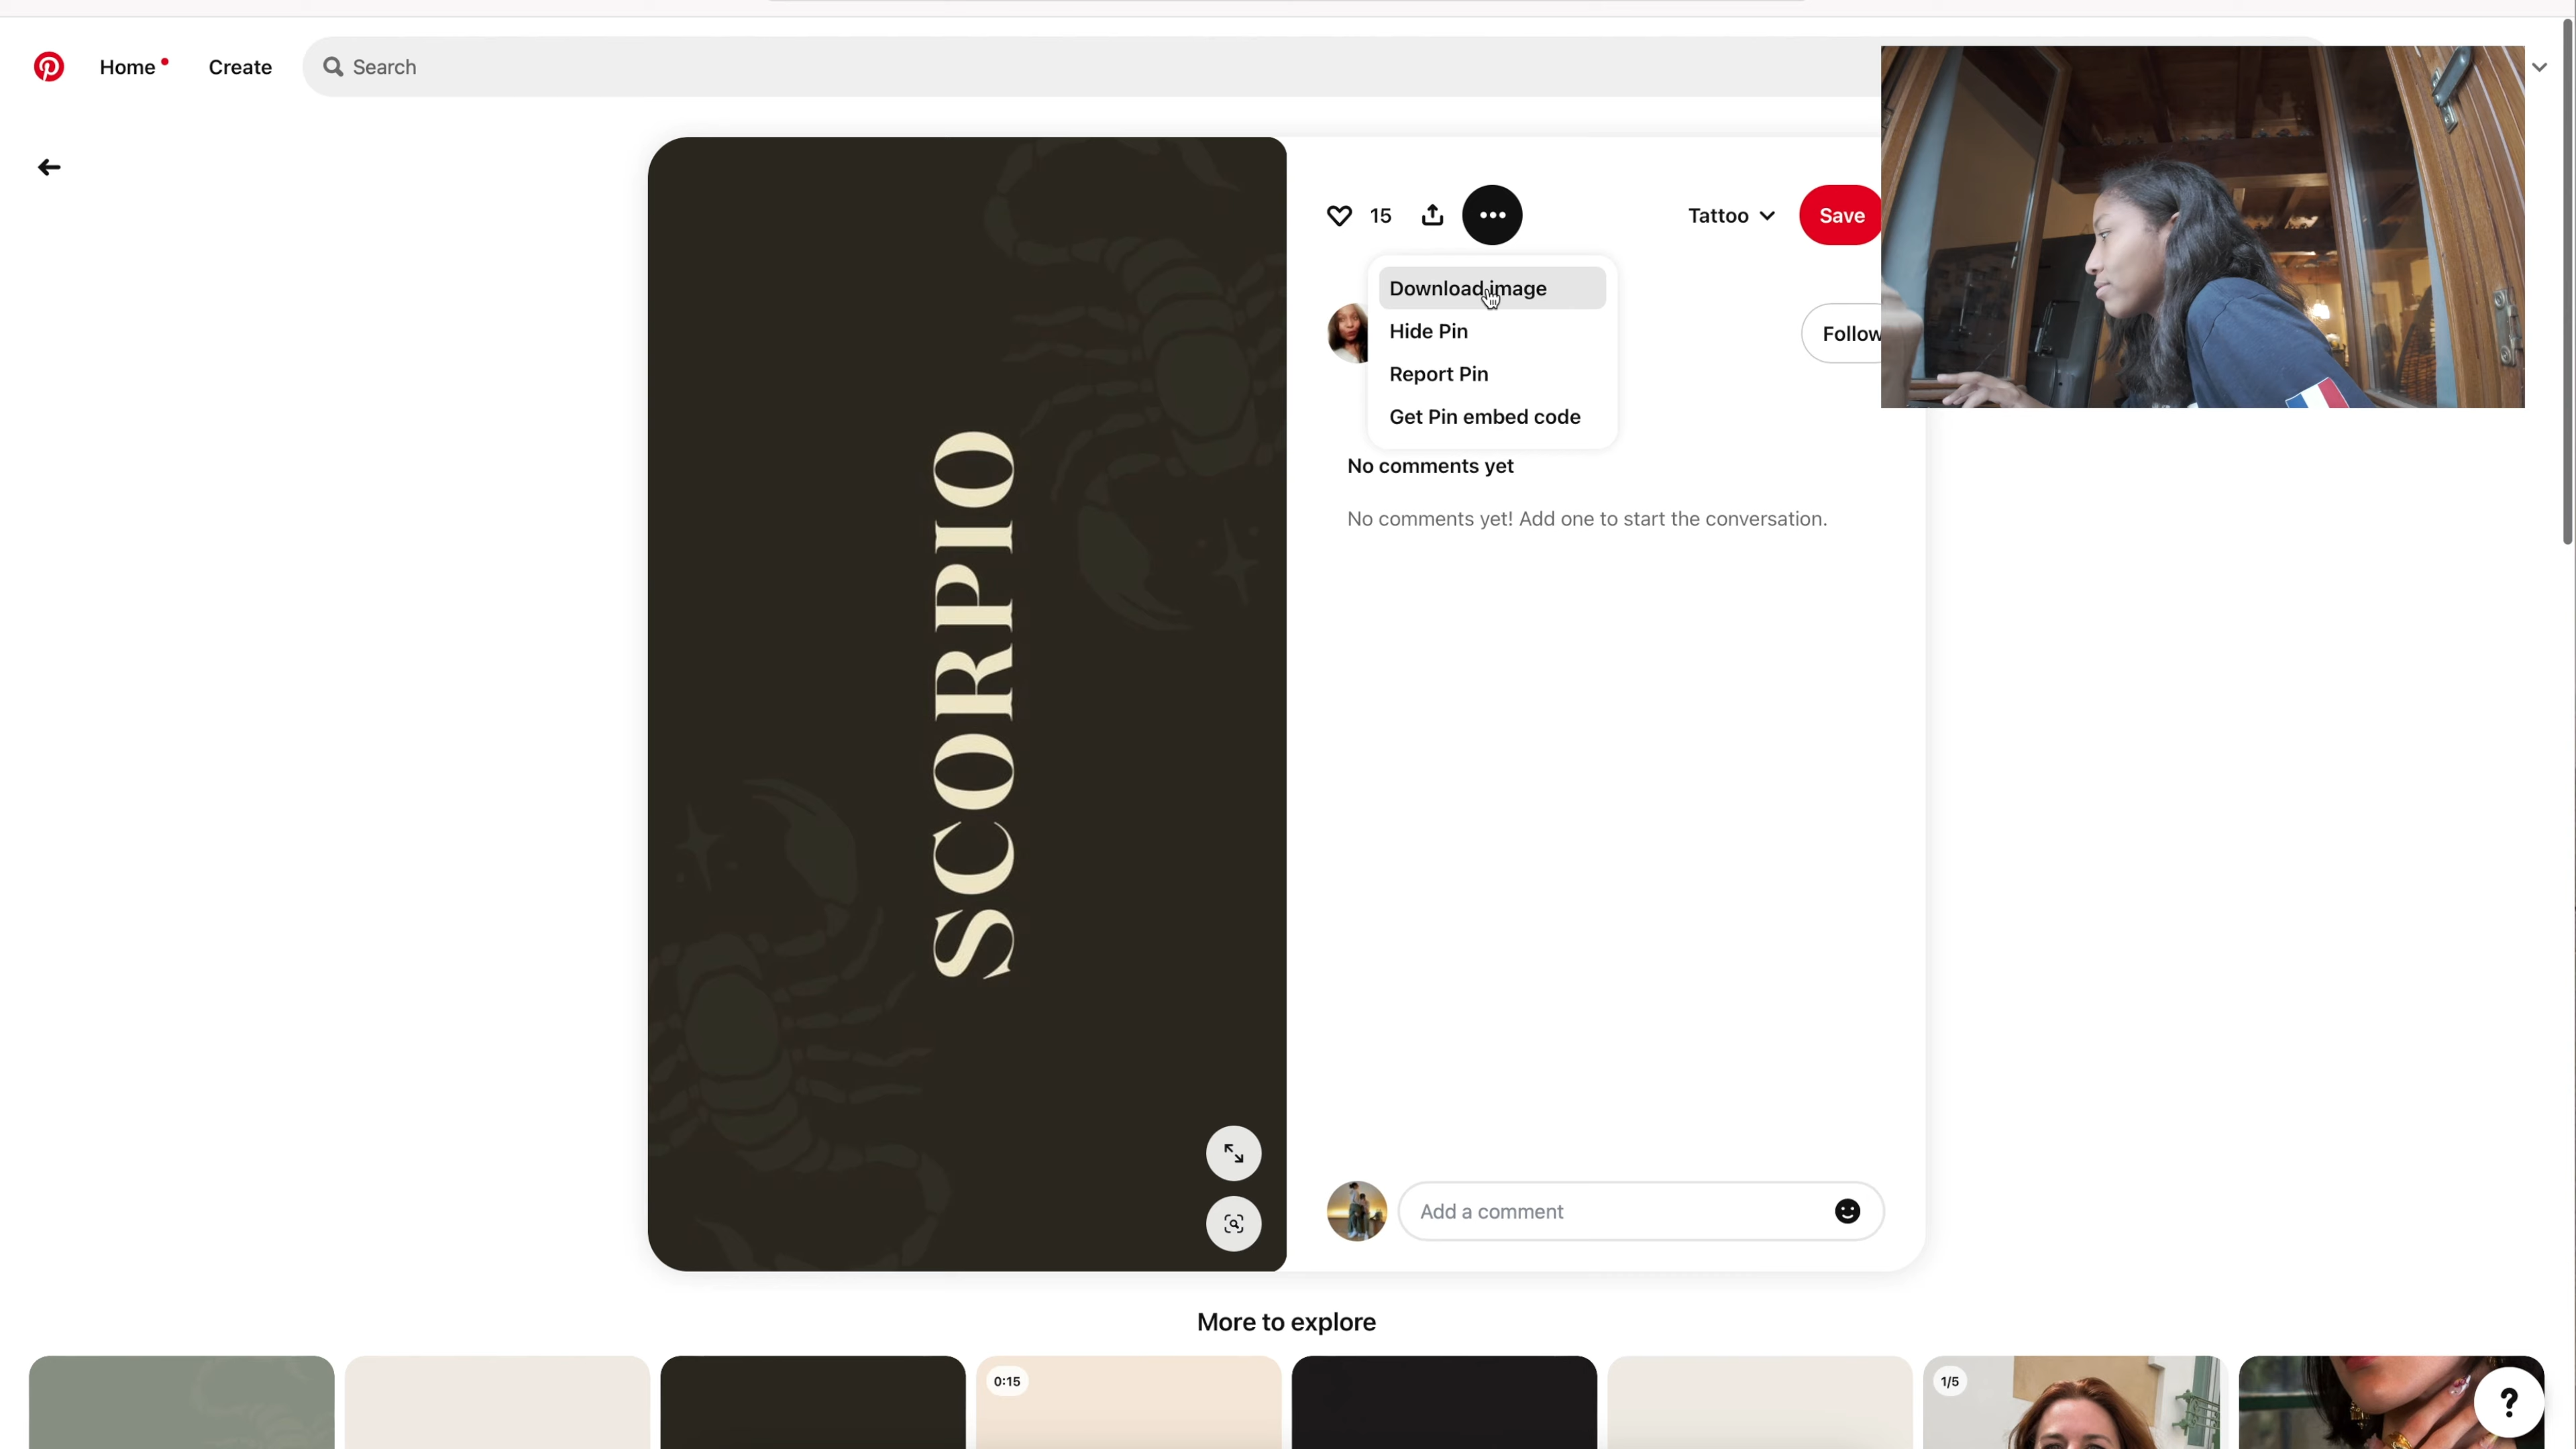 Home
Create
Search
15
Tattoo
Save
Download image
Hide Pin
Report Pin
Get Pin embed code
Follow
No comments yet
No comments yet! Add one to start the conversation.
SCORPIO
Add a comment
More to explore
0:15
1/5
?